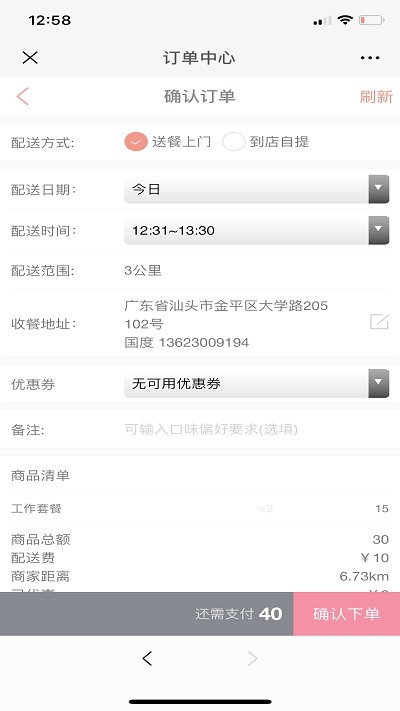 12:58
订单中心
确认订单
刷新
配送方式:
送餐上门
到店自提
配送日期:
今日
配送时间:
12:31~13:30
配送范围:
3公里
收餐地址:
广东省汕头市金平区大学路205
102号
国度 13623009194
优惠券
无可用优惠券
备注:
可输入口味偏好要求(选填)
商品清单
工作套餐 ×2 15
商品总额 30
配送费 ¥10
商家距离 6.73km
还需支付 40
确认下单